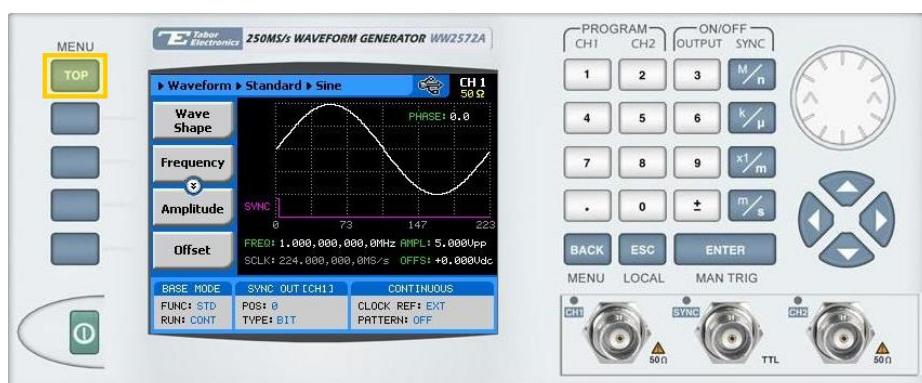 MENU
TOP
Tabor Electronics 250MS/s WAVEFORM GENERATOR WW2572A
Waveform Standard Sine
CH 1
50 Ω
Wave
Shape
Frequency
Amplitude
Offset
PHASE: 0.0
SYNC
0 73 147 223
FREQ: 1.000,000,000,0MHz AMPL: 5.000Vpp
SCLK: 224.000,000,0MS/s OFFS: +0.000Vdc
BASE MODE
FUNC: STD
RUN: CONT
SYNC OUT [CH1]
POS: 0
TYPE: BIT
CONTINUOUS
CLOCK REF: EXT
PATTERN: OFF
PROGRAM ON/OFF
CH1 CH2 OUTPUT SYNC
1 2 3 M/n
4 5 6 k/µ
7 8 9 x1/m
. 0 ± m/s
BACK ESC ENTER
MENU LOCAL MAN TRIG
CH1 SYNC CH2
50Ω TTL 50Ω